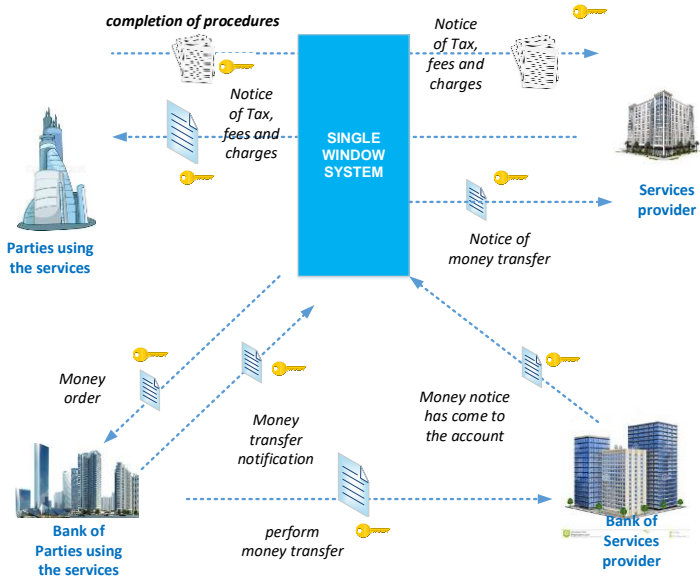 completion of procedures
Notice
of Tax,
fees and
charges
Notice
of Tax,
fees and
charges
SINGLE
WINDOW
SYSTEM
Services
provider
Parties using
the services
Notice of
money transfer
Money
order
Money
transfer
notification
Money notice
has come to
the account
Bank of
Parties using
the services
perform
money transfer
Bank of
Services
provider